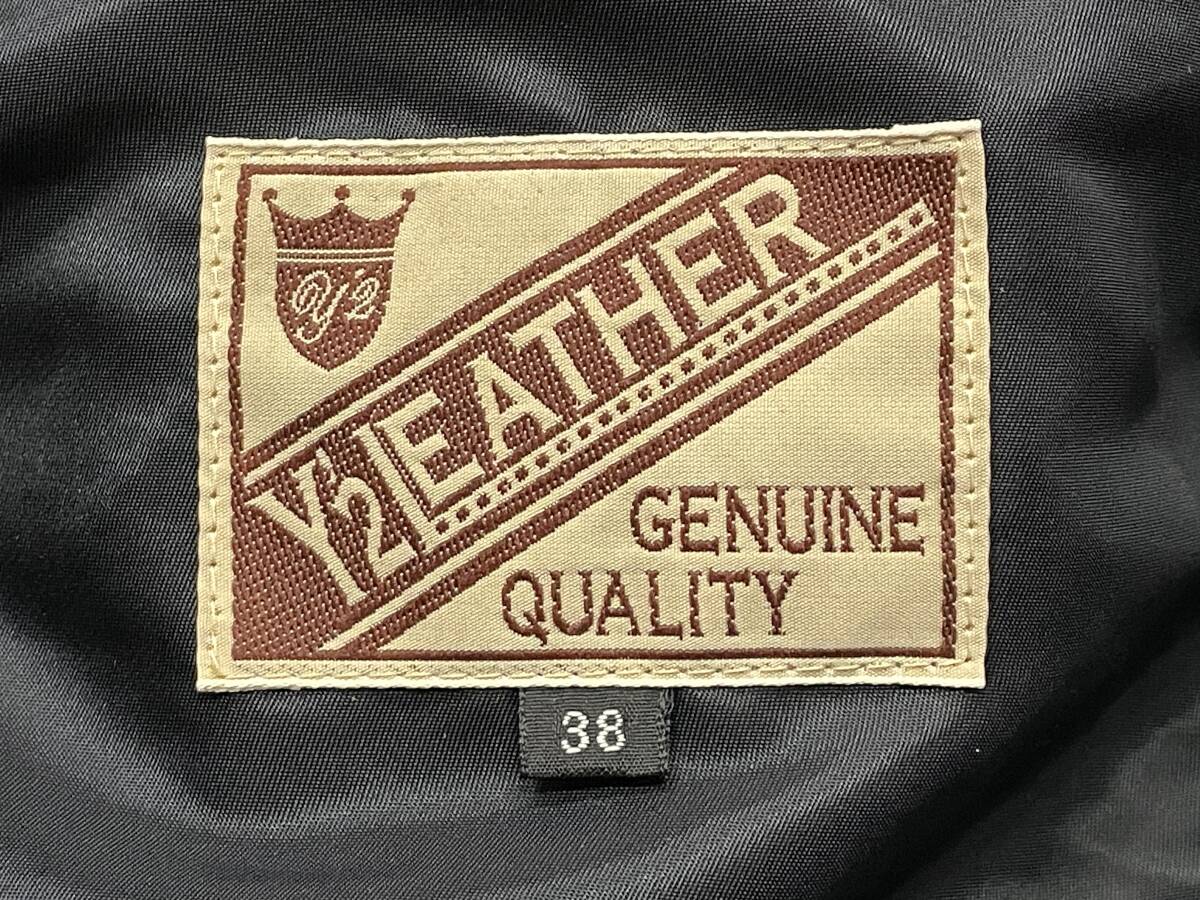 Y'2
Y'2 LEATHER
GENUINE
QUALITY
38